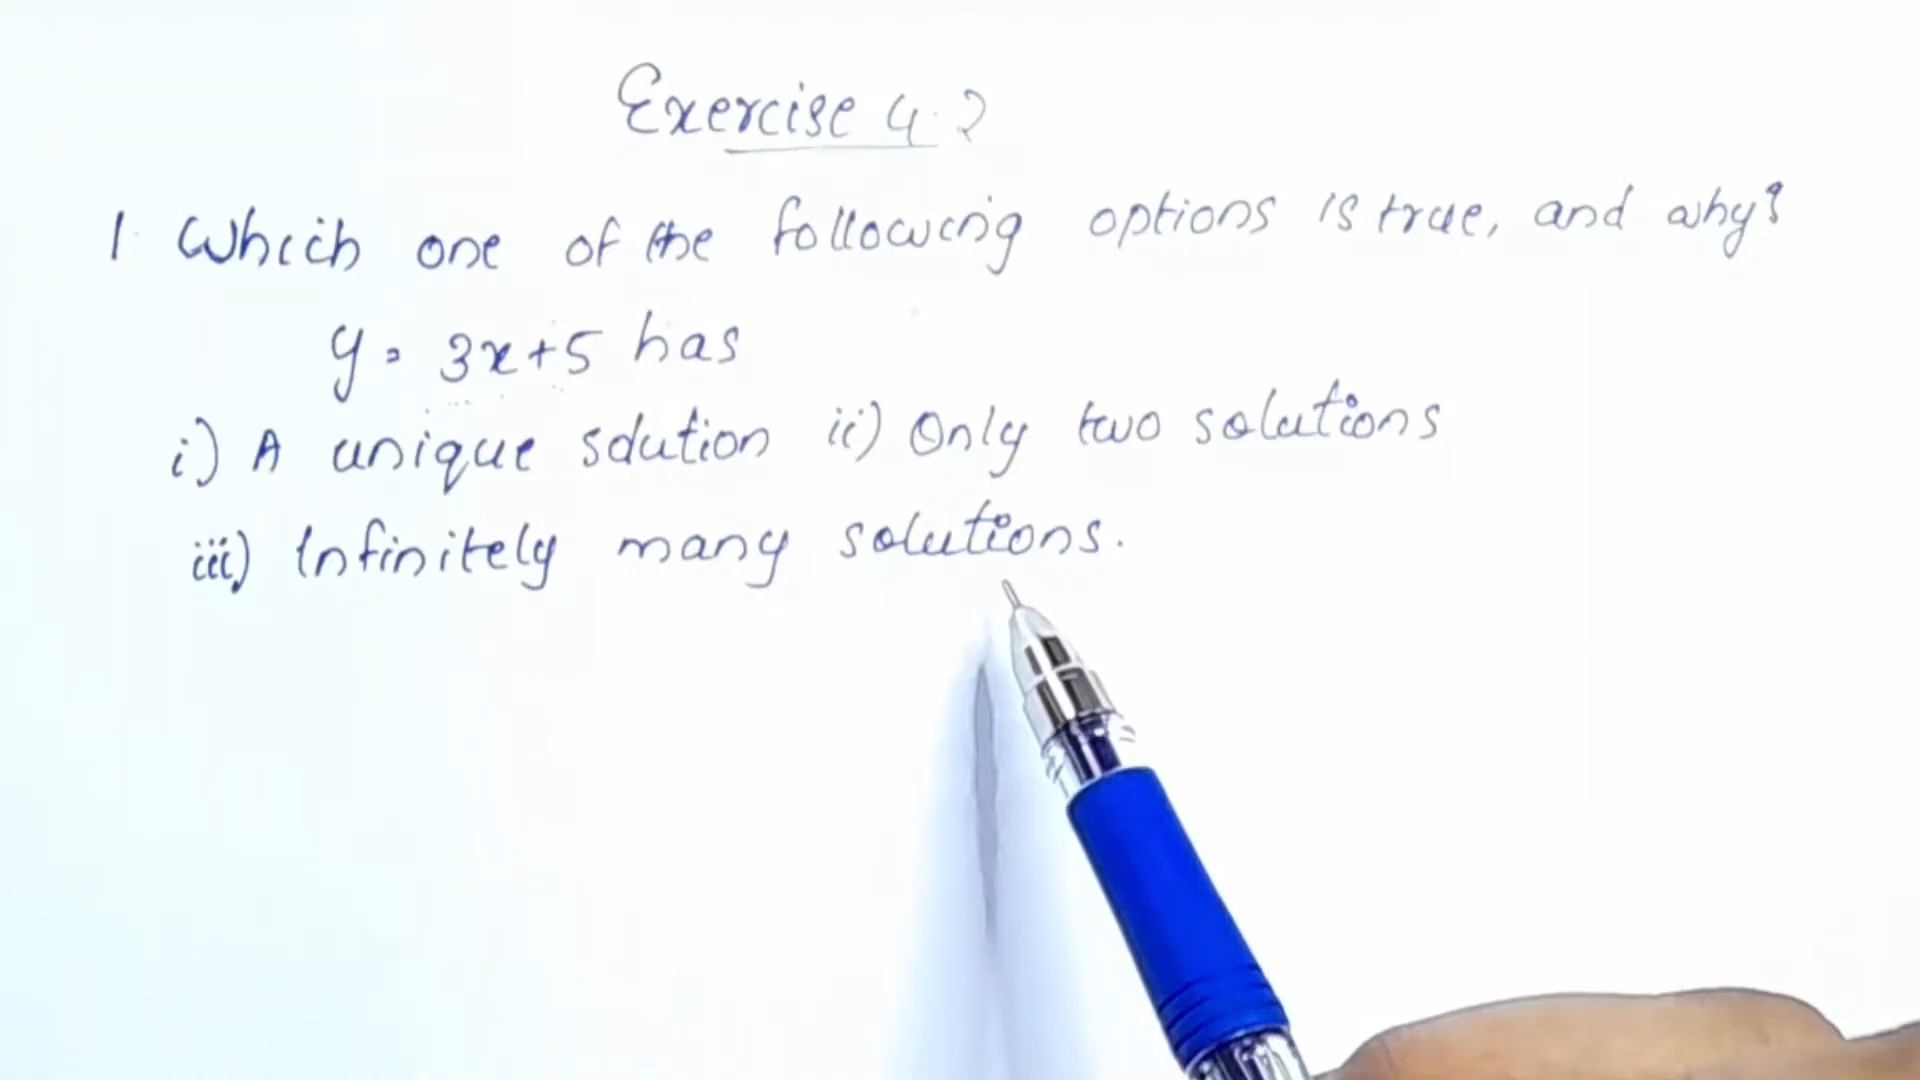 Exercise 4.2
1. Which one of the following options is true, and why?
y = 3x+5 has
i) A unique solution ii) Only two solutions
iii) Infinitely many solutions.